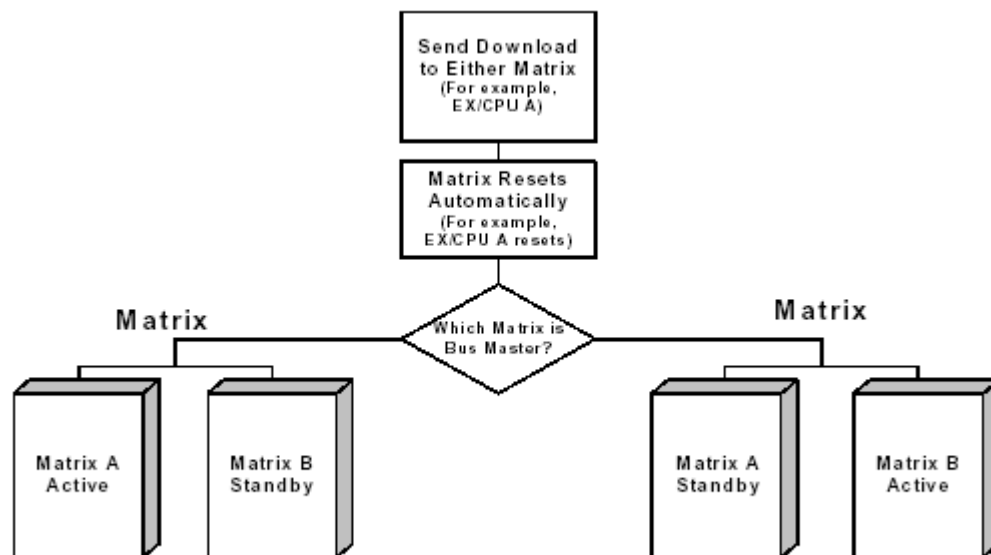 Send Download
to Either Matrix
(For example,
EX/CPU A)
Matrix Resets
Automatically
(For example,
EX/CPU A resets)
Which Matrix is
Bus Master?
Matrix
Matrix
Matrix A
Active
Matrix B
Standby
Matrix A
Standby
Matrix B
Active